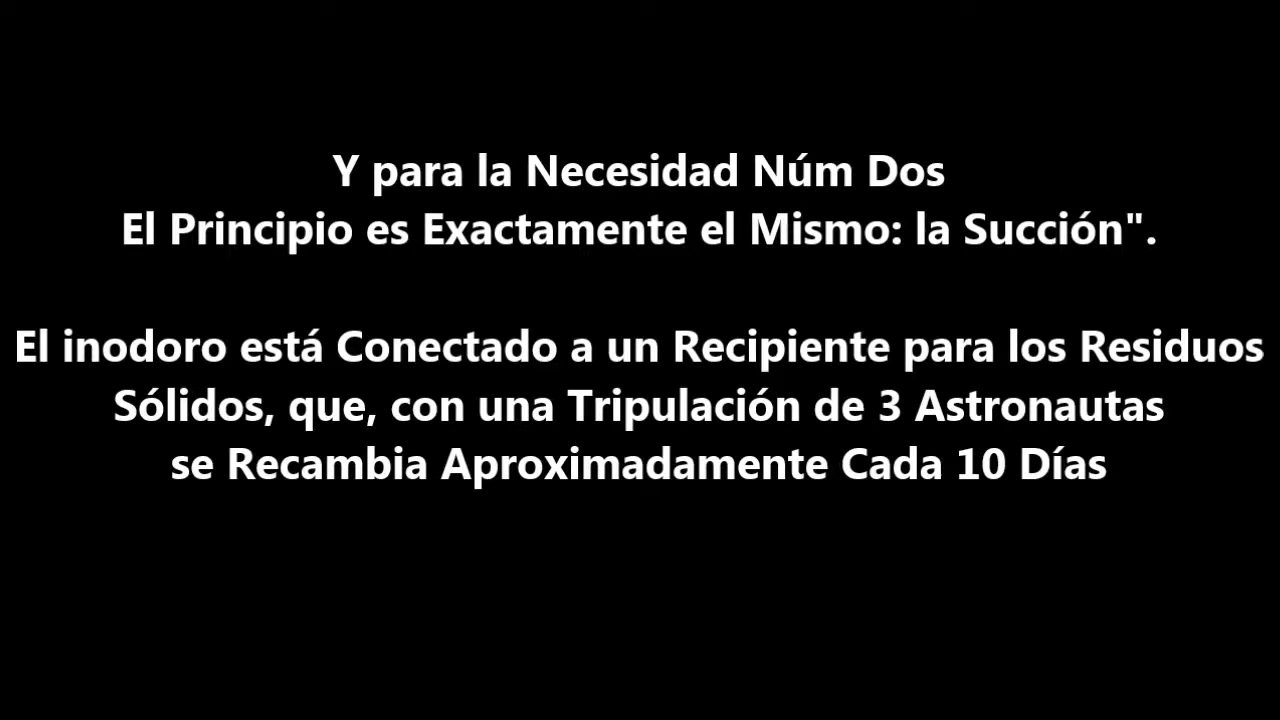 Y para la Necesidad Núm Dos
El Principio es Exactamente el Mismo: la Succión".
El inodoro está Conectado a un Recipiente para los Residuos
Sólidos, que, con una Tripulación de 3 Astronautas
se Recambia Aproximadamente Cada 10 Días